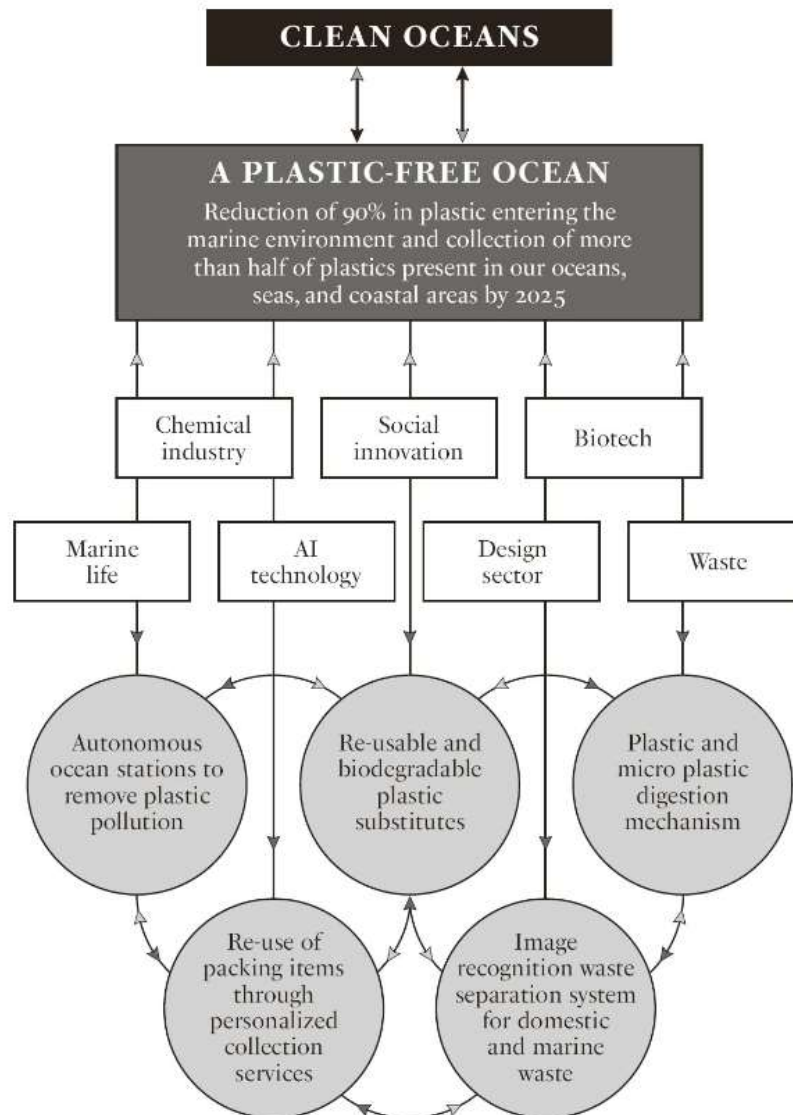 CLEAN OCEANS
A PLASTIC-FREE OCEAN
Reduction of 90% in plastic entering the
marine environment and collection of more
than half of plastics present in our oceans,
seas, and coastal areas by 2025
Chemical
industry
Social
innovation
Biotech
Marine
life
AI
technology
Design
sector
Waste
Autonomous
ocean stations to
remove plastic
pollution
Re-usable and
biodegradable
plastic
substitutes
Plastic and
micro plastic
digestion
mechanism
Re-use of
packing items
through
personalized
collection
services
Image
recognition waste
separation system
for domestic
and marine
waste